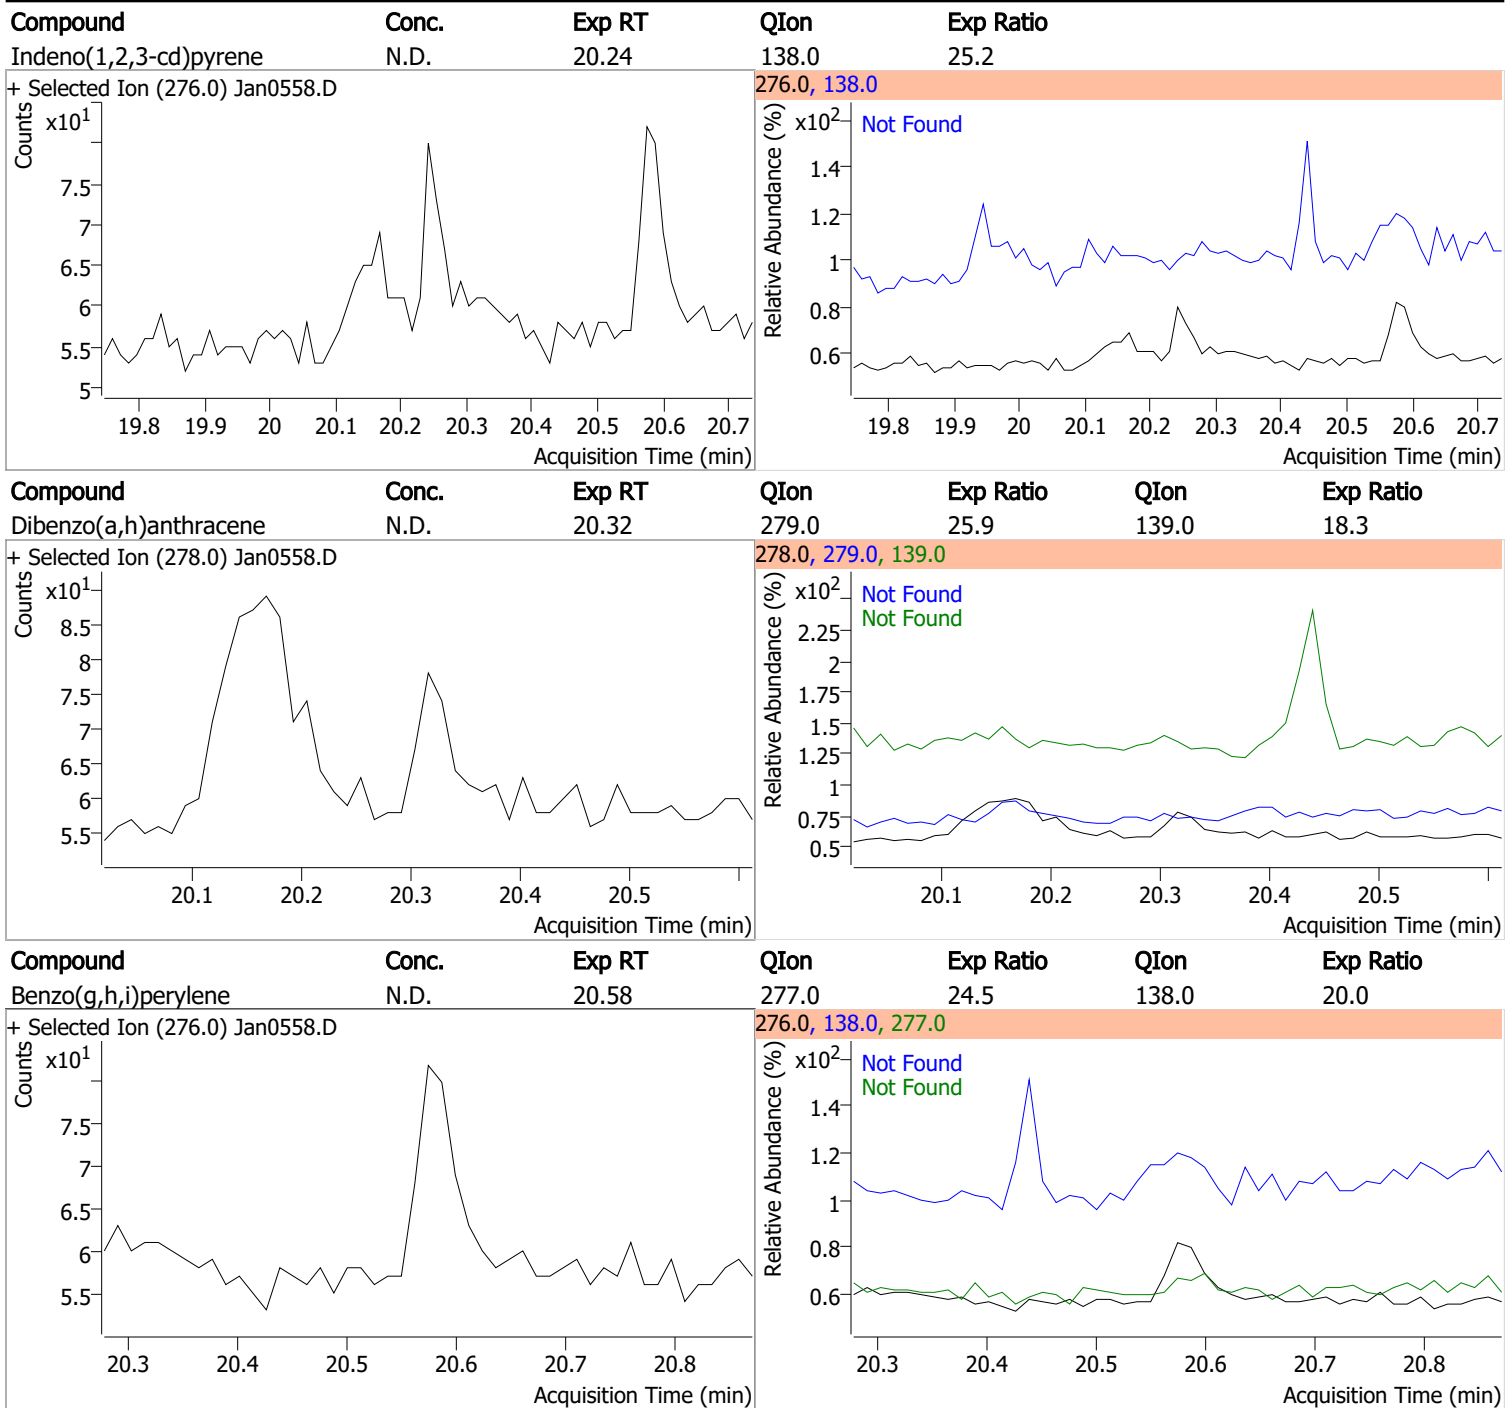 Compound Conc. Exp RT QIon Exp Ratio
Indeno(1,2,3-cd)pyrene N.D. 20.24 138.0 25.2
+ Selected Ion (276.0) Jan0558.D
Counts
x101
7.5
7
6.5
6
5.5
5
19.8 19.9 20 20.1 20.2 20.3 20.4 20.5 20.6 20.7
Acquisition Time (min)
276.0, 138.0
Relative Abundance (%)
x102
Not Found
1.4
1.2
1
0.8
0.6
19.8 19.9 20 20.1 20.2 20.3 20.4 20.5 20.6 20.7
Acquisition Time (min)
Compound Conc. Exp RT QIon Exp Ratio QIon Exp Ratio
Dibenzo(a,h)anthracene N.D. 20.32 279.0 25.9 139.0 18.3
+ Selected Ion (278.0) Jan0558.D
Counts
x101
8.5
8
7.5
7
6.5
6
5.5
20.1 20.2 20.3 20.4 20.5
Acquisition Time (min)
278.0, 279.0, 139.0
Relative Abundance (%)
x102
Not Found
Not Found
2.25
2
1.75
1.5
1.25
1
0.75
0.5
20.1 20.2 20.3 20.4 20.5
Acquisition Time (min)
Compound Conc. Exp RT QIon Exp Ratio QIon Exp Ratio
Benzo(g,h,i)perylene N.D. 20.58 277.0 24.5 138.0 20.0
+ Selected Ion (276.0) Jan0558.D
Counts
x101
7.5
7
6.5
6
5.5
20.3 20.4 20.5 20.6 20.7 20.8
Acquisition Time (min)
276.0, 138.0, 277.0
Relative Abundance (%)
x102
Not Found
Not Found
1.4
1.2
1
0.8
0.6
20.3 20.4 20.5 20.6 20.7 20.8
Acquisition Time (min)